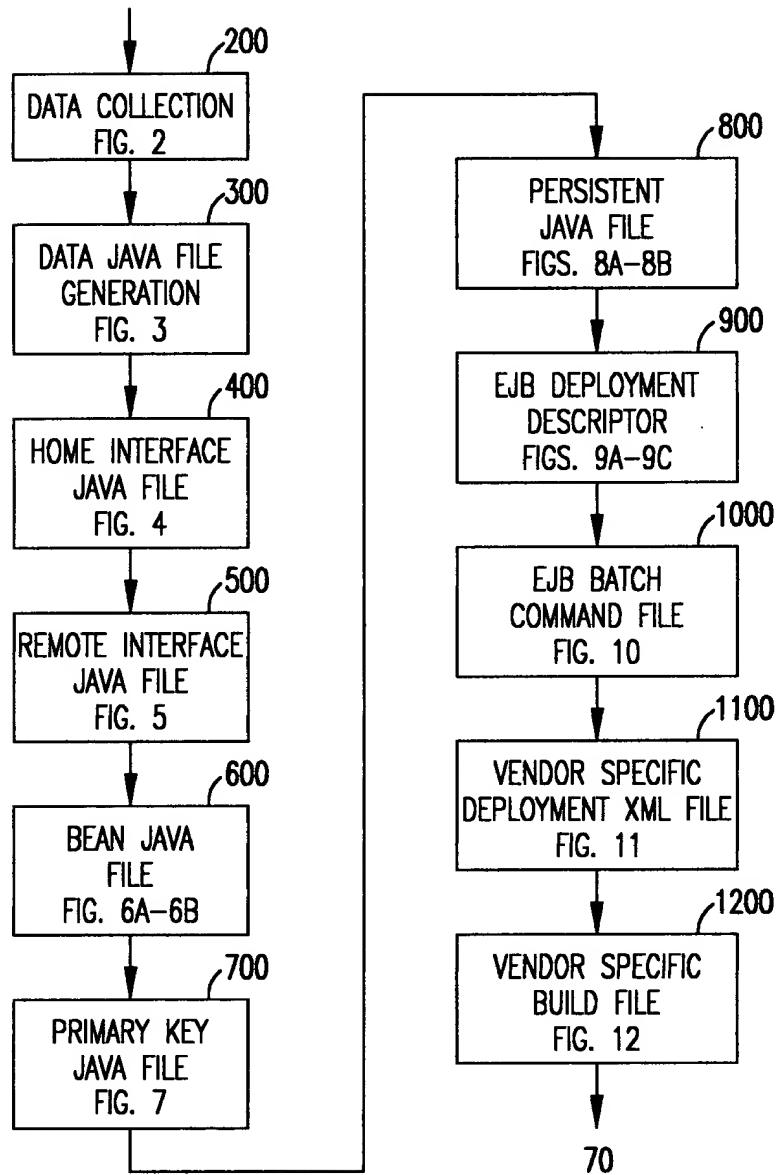 200
DATA COLLECTION
FIG. 2
300
DATA JAVA FILE
GENERATION
FIG. 3
400
HOME INTERFACE
JAVA FILE
FIG. 4
500
REMOTE INTERFACE
JAVA FILE
FIG. 5
600
BEAN JAVA
FILE
FIG. 6A-6B
700
PRIMARY KEY
JAVA FILE
FIG. 7
800
PERSISTENT
JAVA FILE
FIGS. 8A-8B
900
EJB DEPLOYMENT
DESCRIPTOR
FIGS. 9A-9C
1000
EJB BATCH
COMMAND FILE
FIG. 10
1100
VENDOR SPECIFIC
DEPLOYMENT XML FILE
FIG. 11
1200
VENDOR SPECIFIC
BUILD FILE
FIG. 12
70